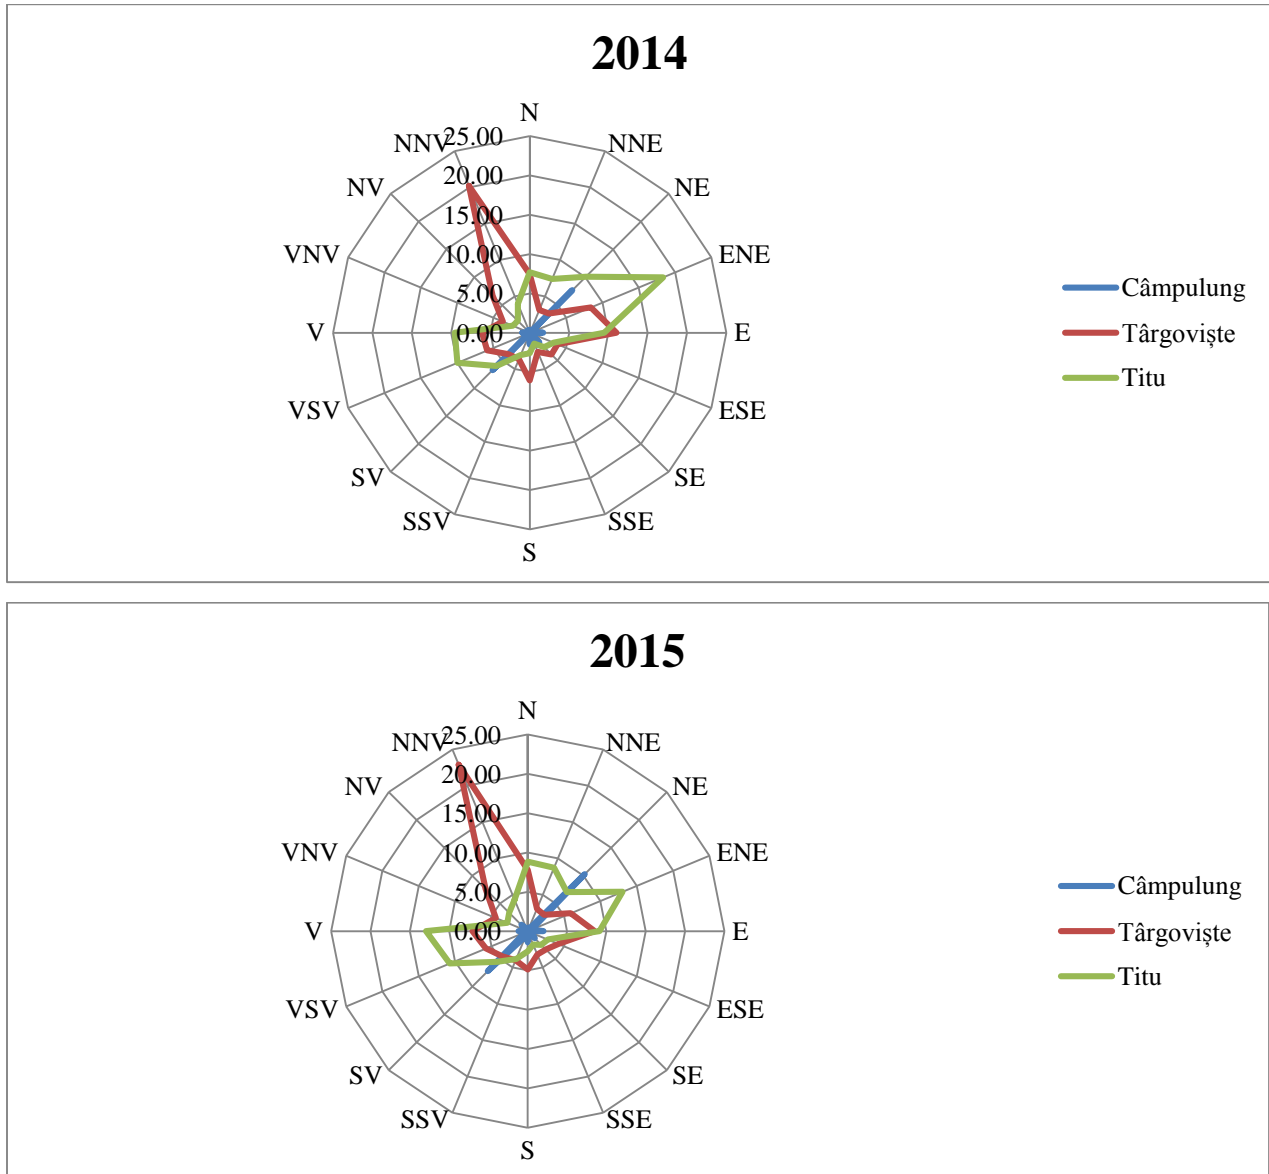 2014
N
NNE
NE
ENE
E
ESE
SE
SSE
S
SSV
SV
VSV
V
VNV
NV
NNV
25.00
20.00
15.00
10.00
5.00
0.00
Câmpulung
Târgoviște
Titu
2015
N
NNE
NE
ENE
E
ESE
SE
SSE
S
SSV
SV
VSV
V
VNV
NV
NNV
25.00
20.00
15.00
10.00
5.00
0.00
Câmpulung
Târgoviște
Titu